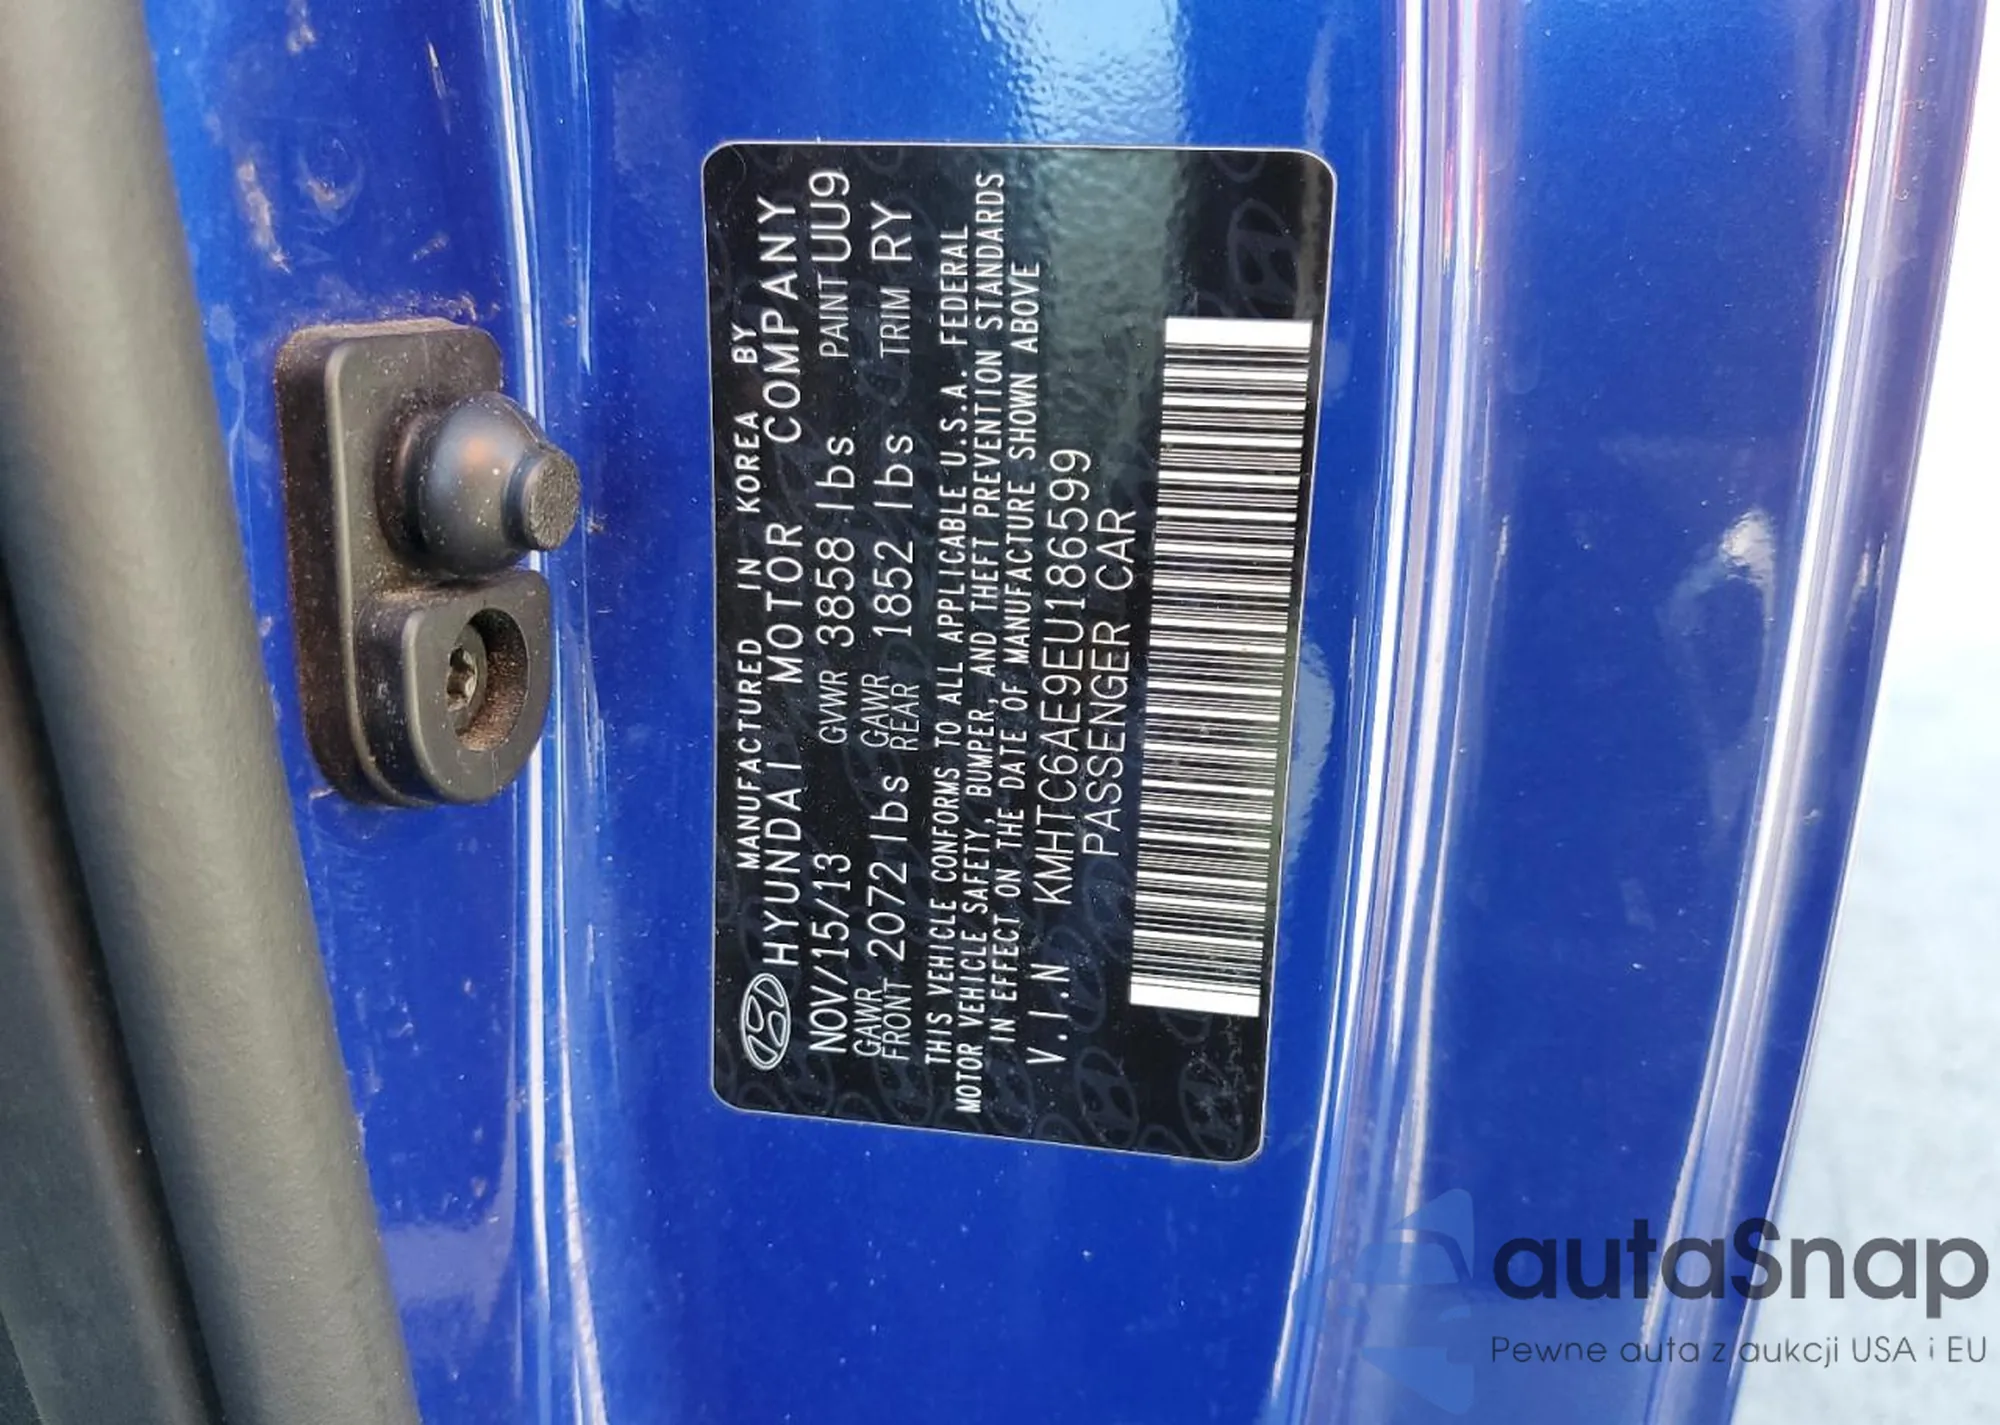 MANUFACTURED IN KOREA BY
HYUNDAI MOTOR COMPANY
NOV/15/13 GVWR 3858 lbs PAINT UU9
GAWR FRONT 2072 lbs GAWR REAR 1852 lbs TRIM RY
THIS VEHICLE CONFORMS TO ALL APPLICABLE U.S.A. FEDERAL
MOTOR VEHICLE SAFETY, BUMPER, AND THEFT PREVENTION STANDARDS
IN EFFECT ON THE DATE OF MANUFACTURE SHOWN ABOVE
V.I.N KMHTC6AE9EU186599
PASSENGER CAR
autaSnap
Pewne auta z aukcji USA i EU